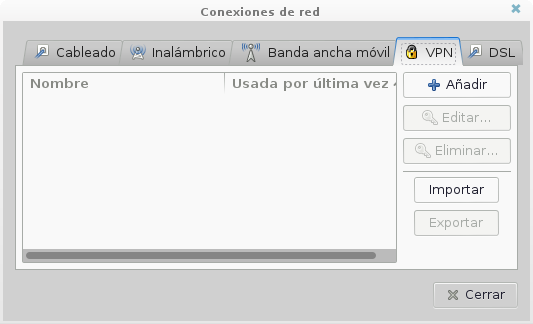 Conexiones de red
Cableado Inalámbrico Banda ancha móvil VPN DSL
Nombre Usada por última vez
Añadir
Editar...
Eliminar...
Importar
Exportar
Cerrar